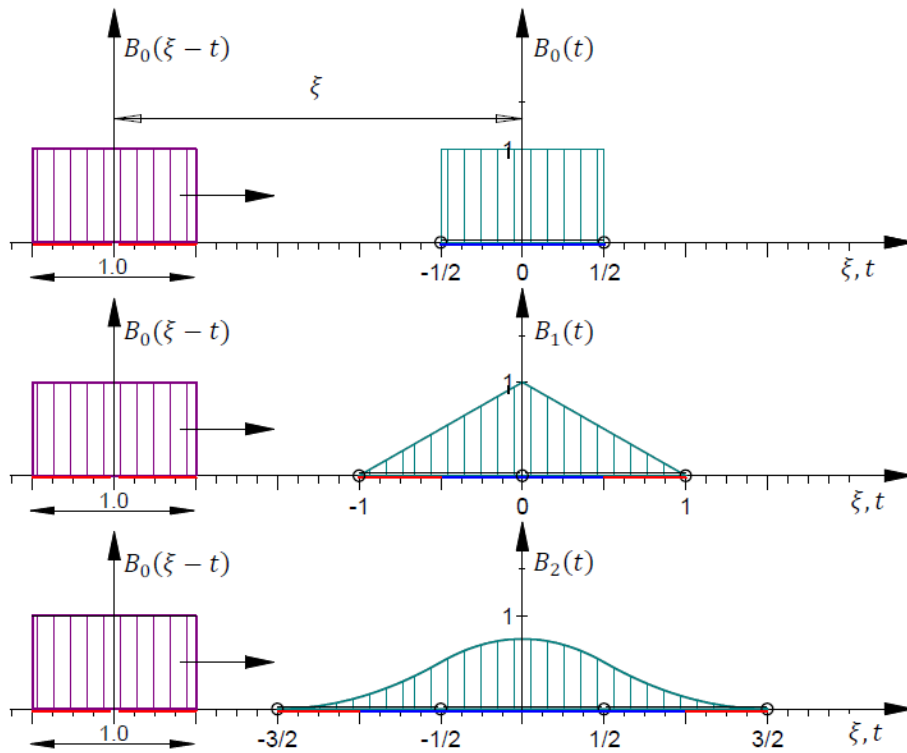 B₀(ξ − t) B₀(t)
ξ
1
-1/2 0 1/2
1.0 ξ, t
B₀(ξ − t) B₁(t)
1
-1 0 1
1.0 ξ, t
B₀(ξ − t) B₂(t)
1
-3/2 -1/2 1/2 3/2
1.0 ξ, t